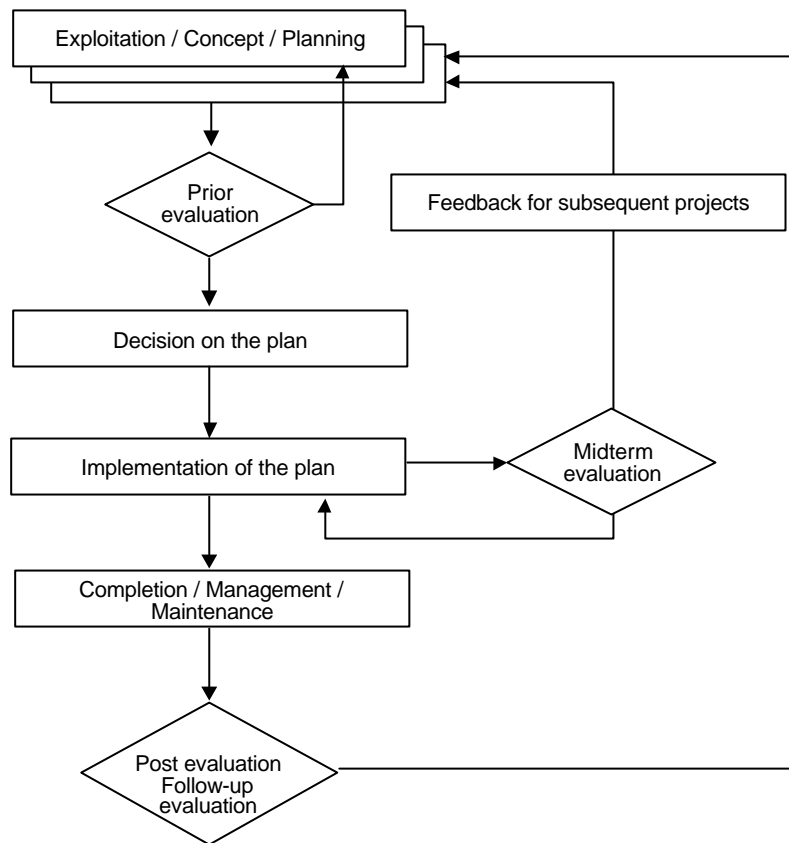 Exploitation / Concept / Planning
Prior
evaluation
Feedback for subsequent projects
Decision on the plan
Implementation of the plan
Midterm
evaluation
Completion / Management /
Maintenance
Post evaluation
Follow-up
evaluation